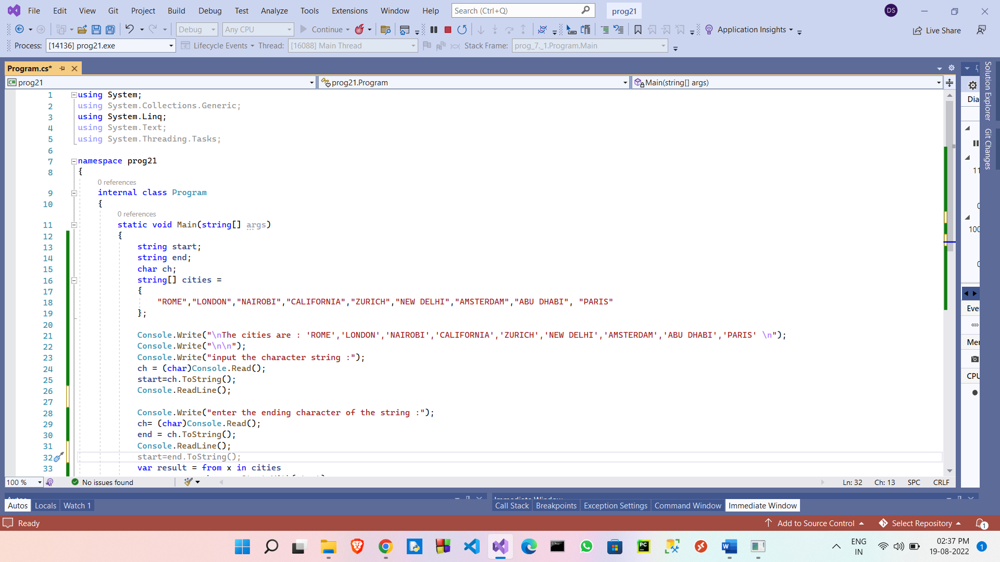 File Edit View Git Project Build Debug Test Analyze Tools Extensions Window Help Search (Ctrl+Q) prog21 DS
Debug Any CPU Continue Application Insights Live Share
Process: [14136] prog21.exe Lifecycle Events Thread: [16088] Main Thread Stack Frame: prog_7._1.Program.Main
Program.cs*
C# prog21 prog21.Program Main(string[] args)
Solution Explorer
Git Changes
1 using System;
2 using System.Collections.Generic;
3 using System.Linq;
4 using System.Text;
5 using System.Threading.Tasks;
6
7 namespace prog21
8 {
0 references
9 internal class Program
10 {
0 references
11 static void Main(string[] args)
12 {
13 string start;
14 string end;
15 char ch;
16 string[] cities =
17 {
18 "ROME","LONDON","NAIROBI","CALIFORNIA","ZURICH","NEW DELHI","AMSTERDAM","ABU DHABI", "PARIS"
19 };
20
21 Console.Write("\nThe cities are : 'ROME','LONDON','NAIROBI','CALIFORNIA','ZURICH','NEW DELHI','AMSTERDAM','ABU DHABI','PARIS' \n");
22 Console.Write("\n\n");
23 Console.Write("input the character string :");
24 ch = (char)Console.Read();
25 start=ch.ToString();
26 Console.ReadLine();
27
28 Console.Write("enter the ending character of the string :");
29 ch= (char)Console.Read();
30 end = ch.ToString();
31 Console.ReadLine();
32 start=end.ToString();
33 var result = from x in cities
Dia
11
0
100
0
Eve
Me
CPU
100 % No issues found Ln: 32 Ch: 13 SPC CRLF
Autos Immediate Window
Autos Locals Watch 1 Call Stack Breakpoints Exception Settings Command Window Immediate Window
Ready Add to Source Control Select Repository 1
PC ENG 02:37 PM
IN 19-08-2022 1